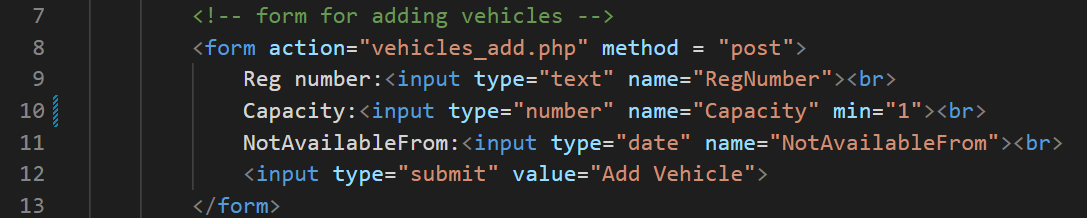 7 <!-- form for adding vehicles -->
8 <form action="vehicles_add.php" method = "post">
9 Reg number:<input type="text" name="RegNumber"><br>
10 Capacity:<input type="number" name="Capacity" min="1"><br>
11 NotAvailableFrom:<input type="date" name="NotAvailableFrom"><br>
12 <input type="submit" value="Add Vehicle">
13 </form>